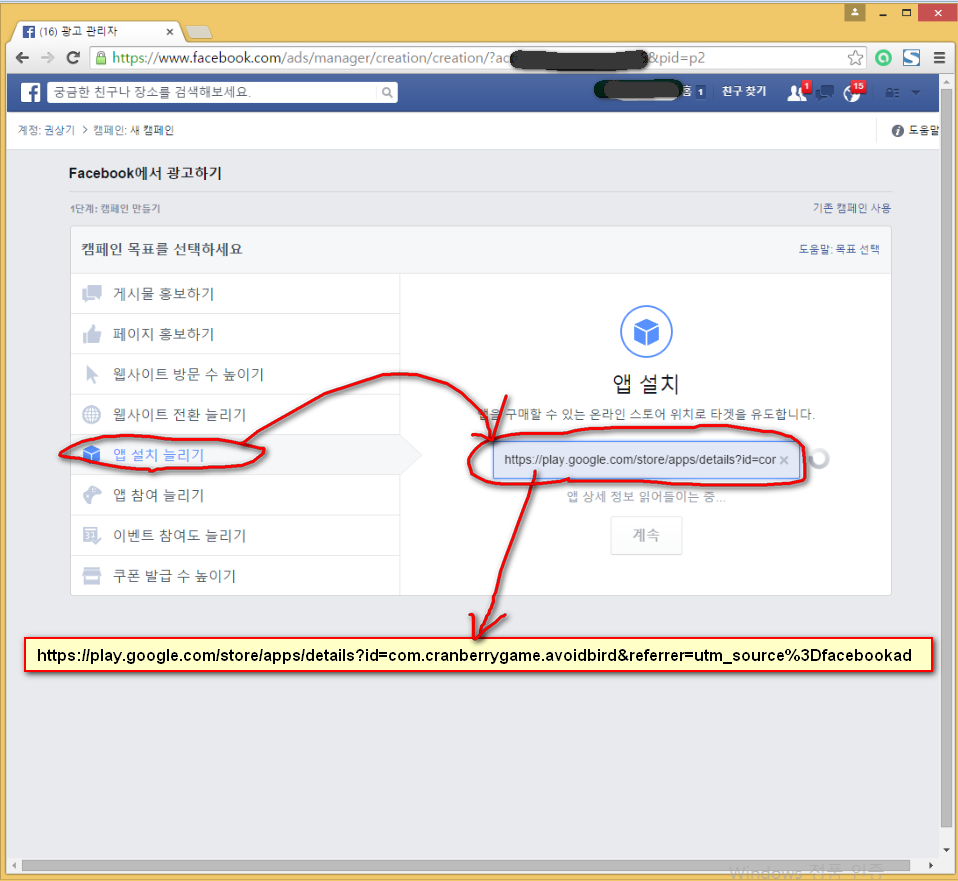 (16) 광고 관리자
https://www.facebook.com/ads/manager/creation/creation/?ac
&pid=p2
궁금한 친구나 장소를 검색해보세요.
홈 1 친구 찾기 1 15
계정: 권상기 > 캠페인: 새 캠페인
도움말
Facebook에서 광고하기
1단계: 캠페인 만들기
기존 캠페인 사용
캠페인 목표를 선택하세요
도움말: 목표 선택
게시물 홍보하기
페이지 홍보하기
웹사이트 방문 수 높이기
웹사이트 전환 늘리기
앱 설치 늘리기
앱 참여 늘리기
31 이벤트 참여도 늘리기
쿠폰 발급 수 높이기
앱 설치
앱을 구매할 수 있는 온라인 스토어 위치로 타겟을 유도합니다.
https://play.google.com/store/apps/details?id=cor
앱 상세 정보 읽어들이는 중...
계속
https://play.google.com/store/apps/details?id=com.cranberrygame.avoidbird&referrer=utm_source%3Dfacebookad
Windows 정품 인증